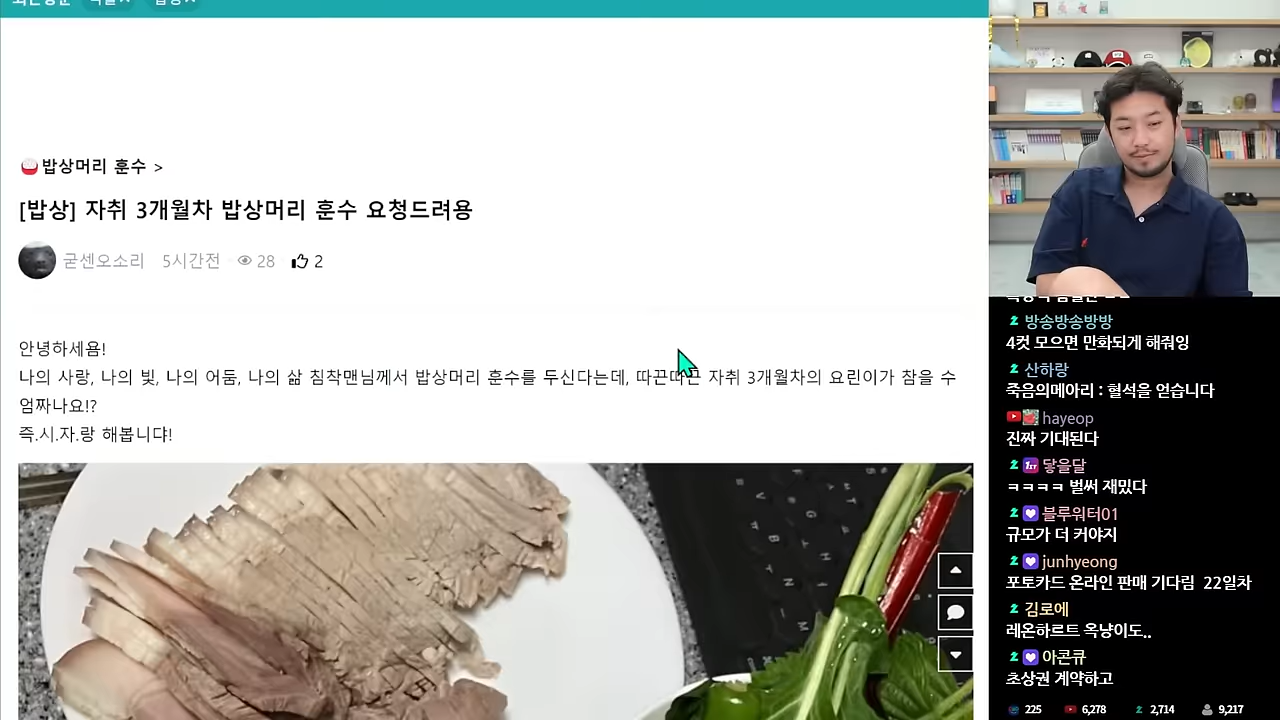 밥상머리 훈수 >
[밥상] 자취 3개월차 밥상머리 훈수 요청드려용
굳센오소리 5시간전 28 2
안녕하세욤!
나의 사랑, 나의 빛, 나의 어둠, 나의 삶 침착맨님께서 밥상머리 훈수를 두신다는데, 따끈따끈 자취 3개월차의 요린이가 참을 수
엄짜나요!?
즉.시.자.랑 해봅니댜!
방송방송방방
4컷 모으면 만화되게 해줘잉
산하랑
죽음의메아리 : 혈석을 얻습니다
hayeop
진짜 기대된다
닿을달
ㅋㅋㅋㅋ 벌써 재밌다
블루워터01
규모가 더 커야지
junhyeong
포토카드 온라인 판매 기다림 22일차
김로에
레온하르트 옥냥이도..
아콘큐
초상권 계약하고
225 6,278 2,714 9,217